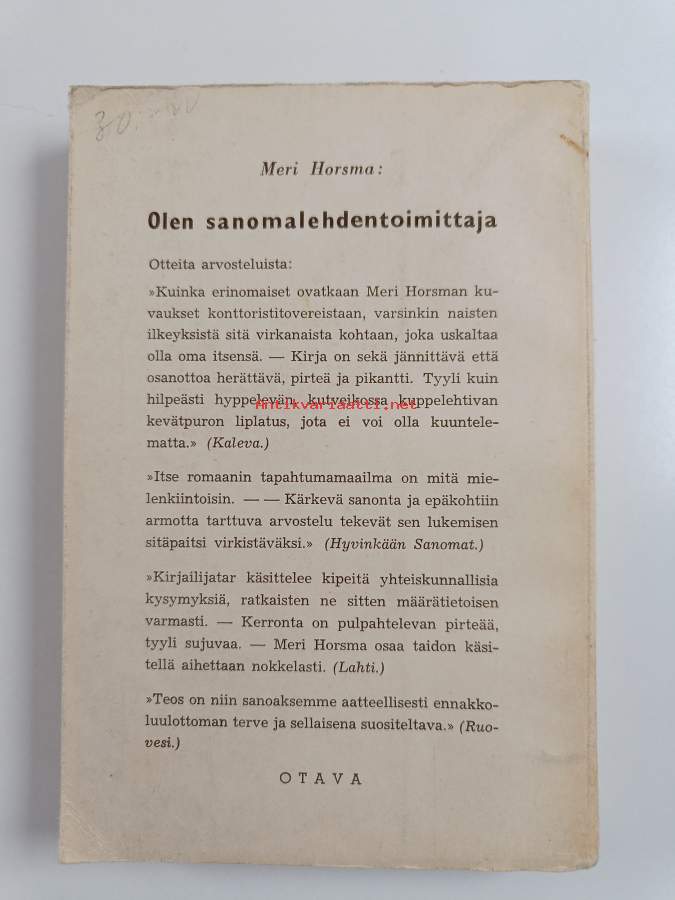 Meri Horsma:
Olen sanomalehdentoimittaja
Otteita arvosteluista:
»Kuinka erinomaiset ovatkaan Meri Horsman ku-
vaukset konttoristitovereistaan, varsinkin naisten
ilkeyksistä sitä virkanaista kohtaan, joka uskaltaa
olla oma itsensä. — Kirja on sekä jännittävä että
osanottoa herättävä, pirteä ja pikantti. Tyyli kuin
hilpeästi hyppelevän, kutveikossa kuppelehtivan
Antikvariaatti.net
kevätpuron liplatus, jota ei voi olla kuuntele-
matta.» (Kaleva.)
»Itse romaanin tapahtumamaailma on mitä mie-
lenkiintoisin. — — Kärkevä sanonta ja epäkohtiin
armotta tarttuva arvostelu tekevät sen lukemisen
sitäpaitsi virkistäväksi.» (Hyvinkään Sanomat.)
»Kirjailijatar käsittelee kipeitä yhteiskunnallisia
kysymyksiä, ratkaisten ne sitten määrätietoisen
varmasti. — Kerronta on pulpahtelevan pirteää,
tyyli sujuvaa. — Meri Horsma osaa taidon käsi-
tellä aihettaan nokkelasti. (Lahti.)
»Teos on niin sanoaksemme aatteellisesti ennakko-
luulottoman terve ja sellaisena suositeltava.» (Ruo-
vesi.)
OTAVA